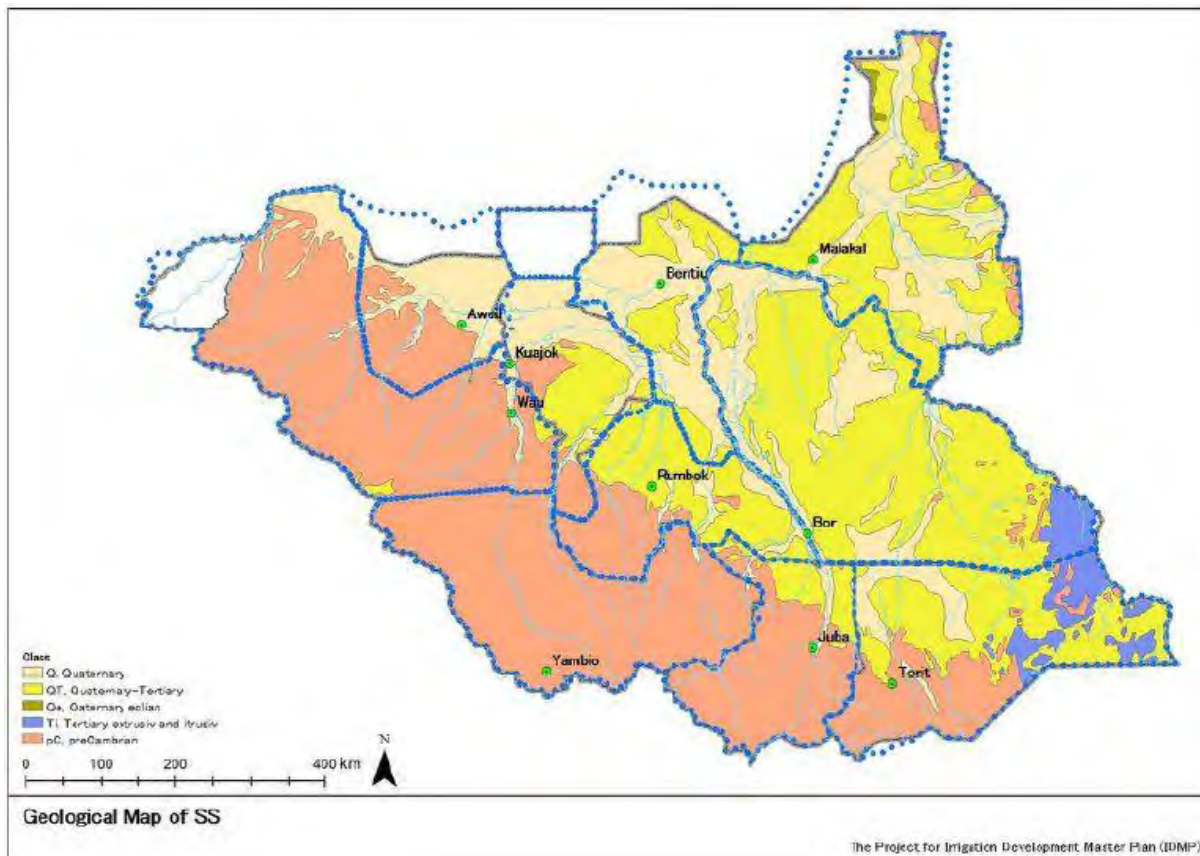 Malakal
Bentiu
Aweil
Kuajok
Wau
Rumbek
Bor
Juba
Yambio
Torit
Class
Q, Quaternary
QT, Quaternay-Tertiary
Qe, Quaternary eolian
Ti, Tertiary extrusiv and itrusiv
pC, preCambrian
0 100 200 400 km
N
Geological Map of SS
The Project for Irrigation Development Master Plan (IDMP)